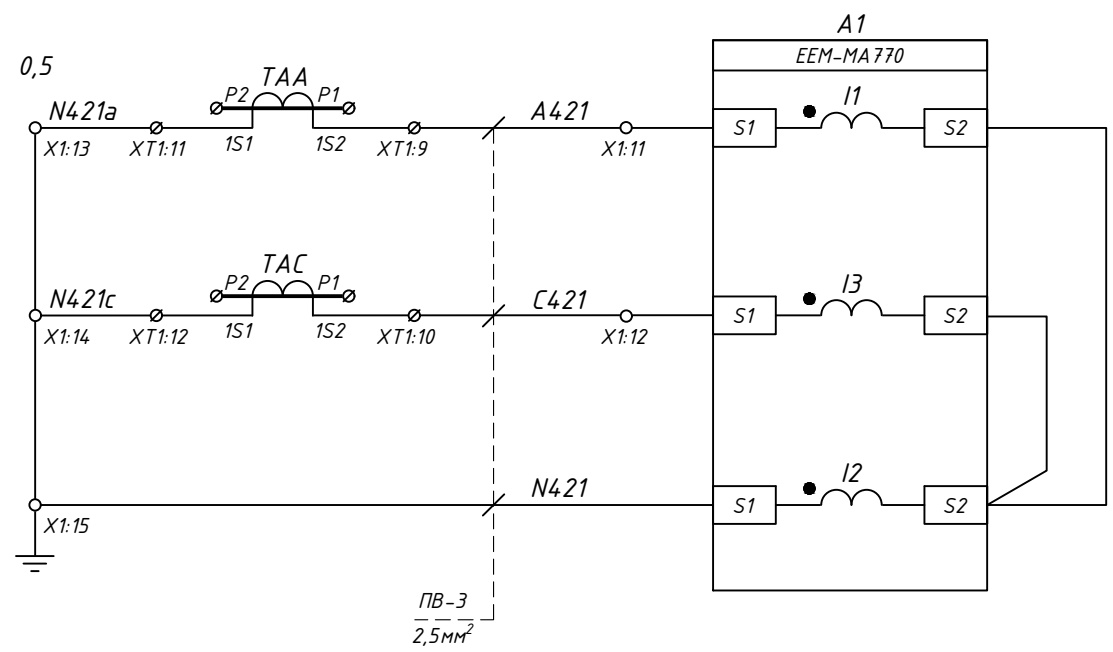 A1
EEM-MA770
0,5
N421a
P2
TAA
P1
A421
I1
X1:13
XT1:11
1S1
1S2
XT1:9
X1:11
S1
S2
N421c
P2
TAC
P1
C421
I3
X1:14
XT1:12
1S1
1S2
XT1:10
X1:12
S1
S2
N421
I2
X1:15
S1
S2
ПВ-3
2,5мм²